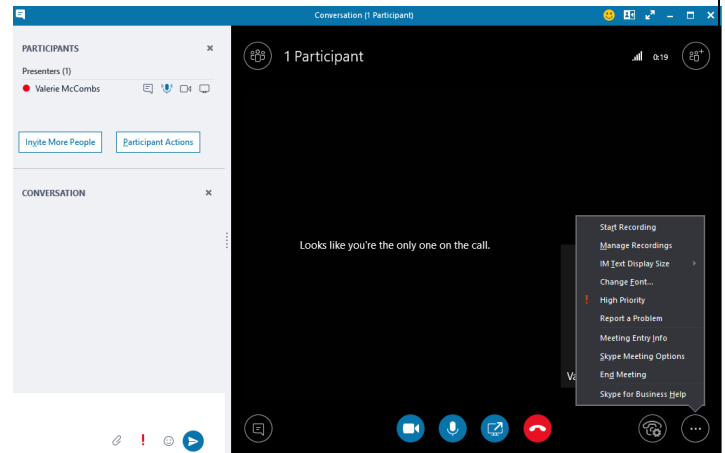 Conversation (1 Participant)
PARTICIPANTS
Presenters (1)
Valerie McCombs
Invite More People
Participant Actions
CONVERSATION
1 Participant
0:19
Looks like you're the only one on the call.
Start Recording
Manage Recordings
IM Text Display Size
Change Font...
! High Priority
Report a Problem
Meeting Entry Info
Skype Meeting Options
End Meeting
Skype for Business Help
Va
!